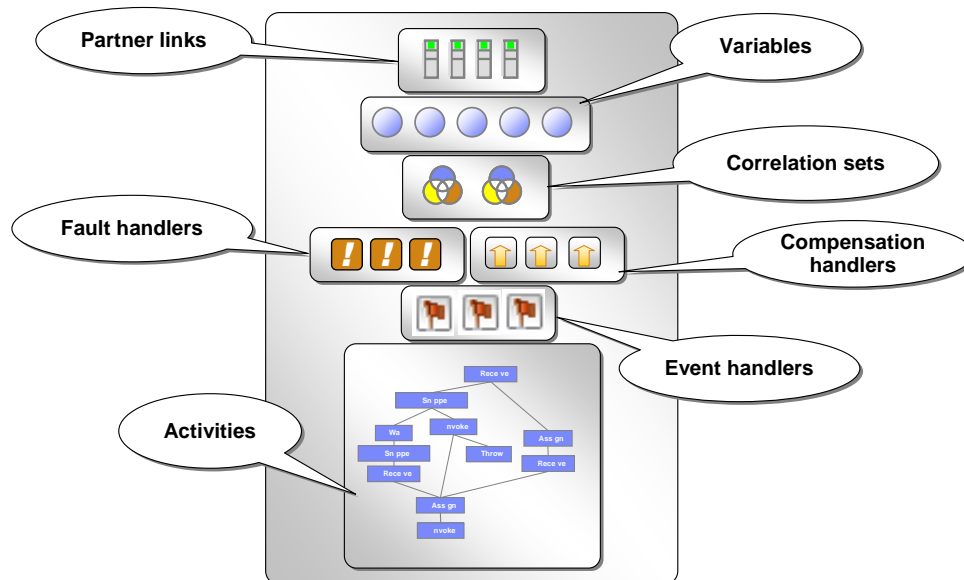 Partner links
Variables
Correlation sets
Fault handlers
Compensation
handlers
Event handlers
Activities
Rece ve
Sn ppe
Wa
nvoke
Ass gn
Sn ppe
Throw
Rece ve
Rece ve
Ass gn
nvoke